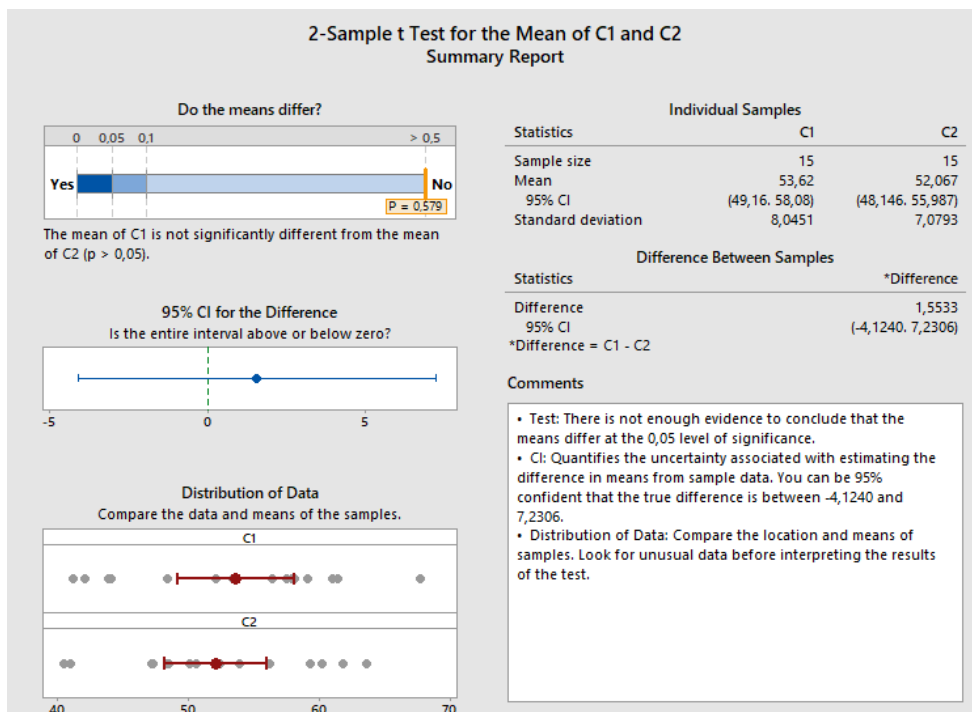 2-Sample t Test for the Mean of C1 and C2
Summary Report
Do the means differ?
0 0,05 0,1 > 0,5
Yes No
P = 0,579
The mean of C1 is not significantly different from the mean
of C2 (p > 0,05).
95% CI for the Difference
Is the entire interval above or below zero?
-5 0 5
Distribution of Data
Compare the data and means of the samples.
C1
C2
40 50 60 70
Individual Samples
Statistics C1 C2
Sample size 15 15
Mean 53,62 52,067
95% CI (49,16. 58,08) (48,146. 55,987)
Standard deviation 8,0451 7,0793
Difference Between Samples
Statistics *Difference
Difference 1,5533
95% CI (-4,1240. 7,2306)
*Difference = C1 - C2
Comments
• Test: There is not enough evidence to conclude that the
means differ at the 0,05 level of significance.
• CI: Quantifies the uncertainty associated with estimating the
difference in means from sample data. You can be 95%
confident that the true difference is between -4,1240 and
7,2306.
• Distribution of Data: Compare the location and means of
samples. Look for unusual data before interpreting the results
of the test.